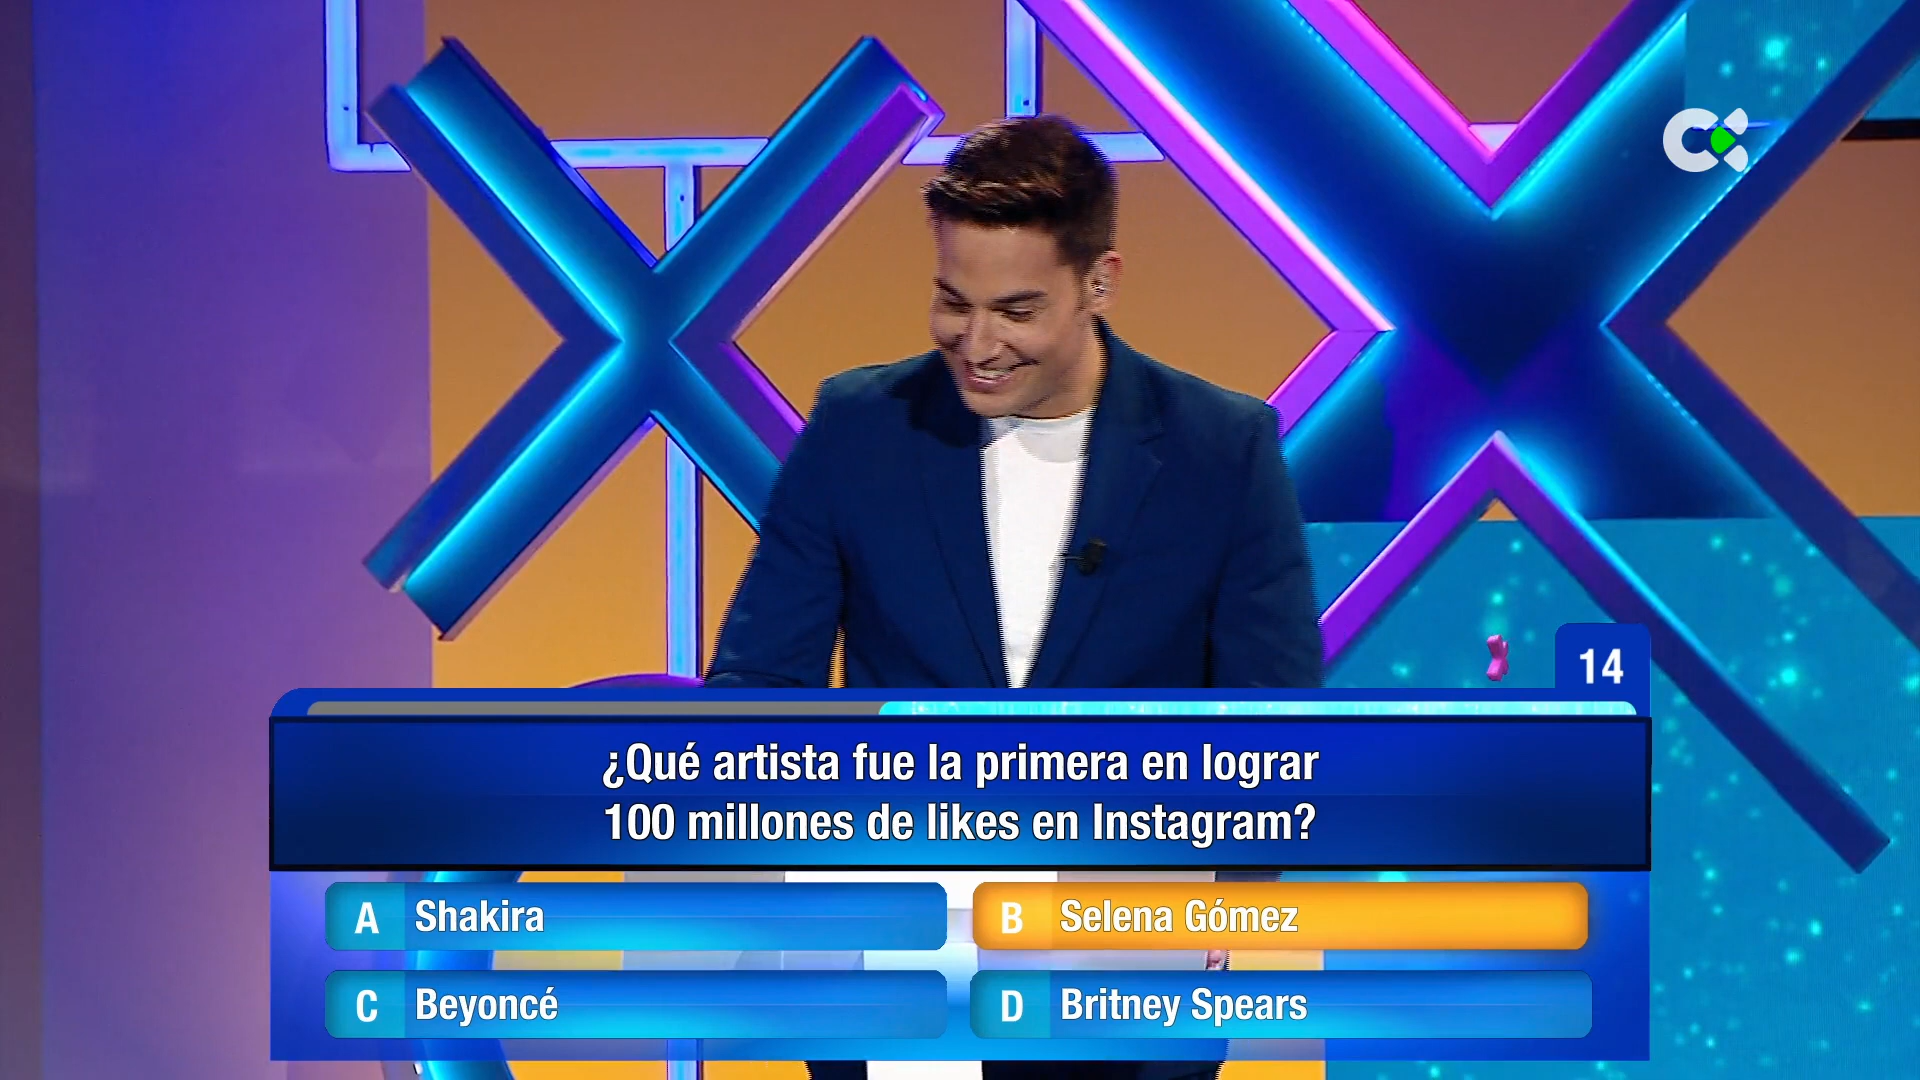 14
¿Qué artista fue la primera en lograr
100 millones de likes en Instagram?
A Shakira
B Selena Gómez
C Beyoncé
D Britney Spears